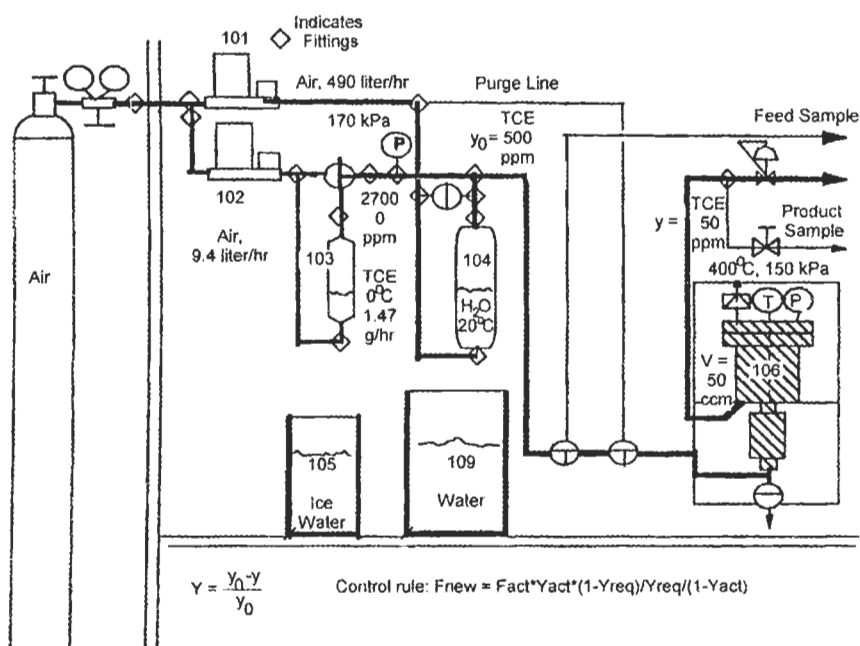 Indicates
Fittings
101
Air, 490 liter/hr
170 kPa
Purge Line
TCE
y₀= 500
ppm
Feed Sample
P
102
Air,
9.4 liter/hr
2700
0
ppm
y =
TCE
50
ppm
Product
Sample
400°C, 150 kPa
Air
103
TCE
0°C
1.47
g/hr
104
H₂O
20°C
T
P
V =
50
ccm
106
105
Ice
Water
109
Water
T
T
Y = y₀-y
y₀
Control rule: Fnew = Fact*Yact*(1-Yreq)/Yreq/(1-Yact)